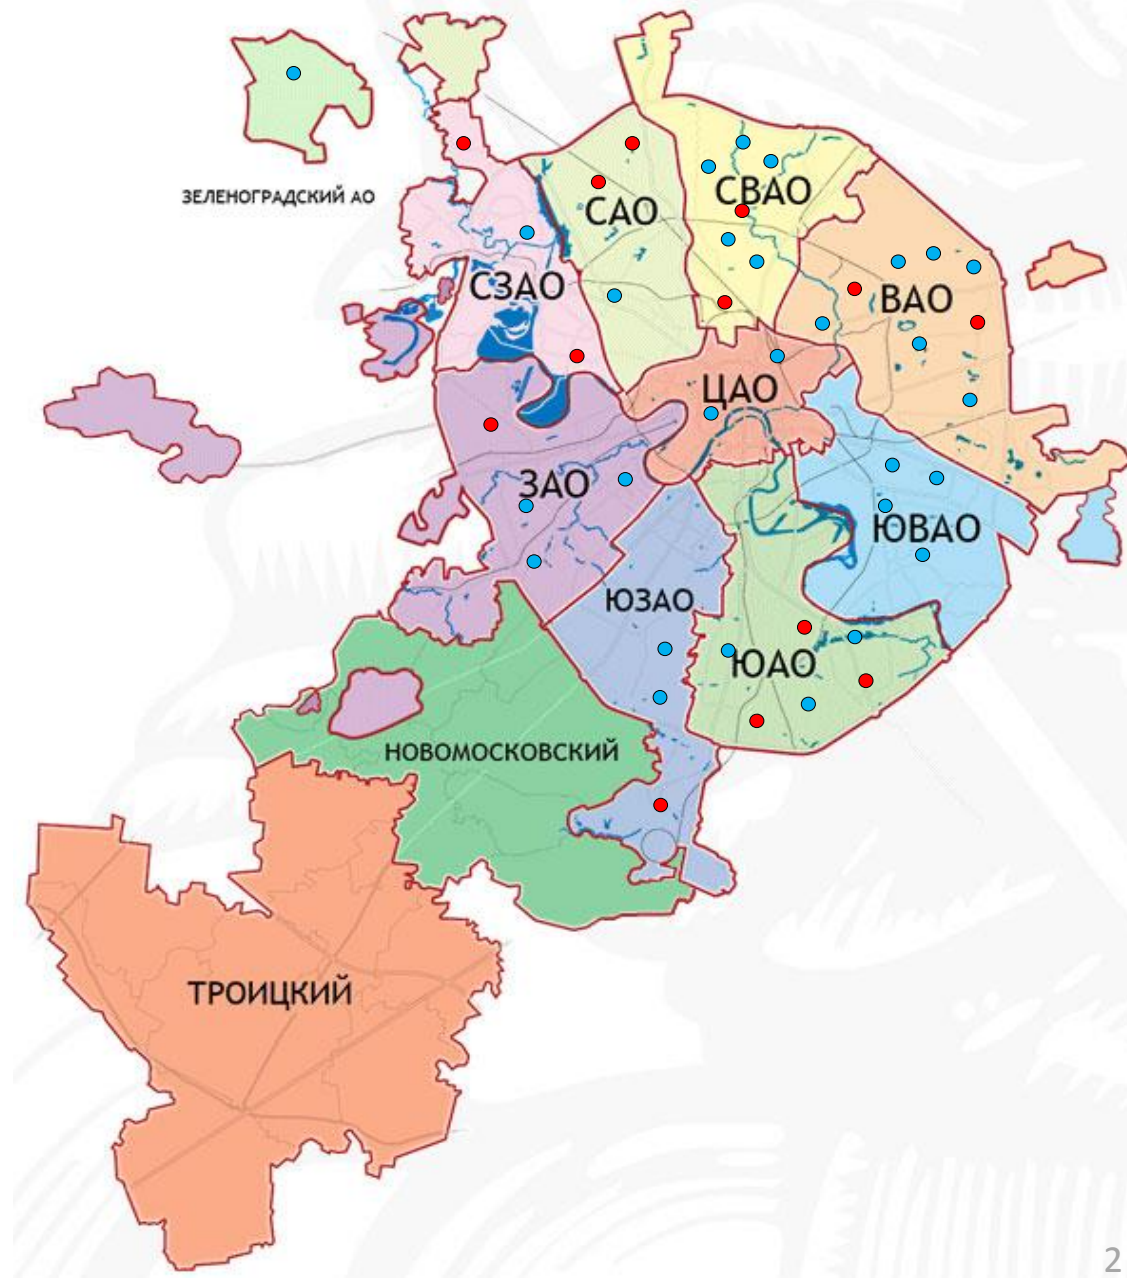 ЗЕЛЕНОГРАДСКИЙ АО
СВАО
САО
СЗАО
ВАО
ЦАО
ЗАО
ЮВАО
ЮЗАО
ЮАО
НОВОМОСКОВСКИЙ
ТРОИЦКИЙ
2